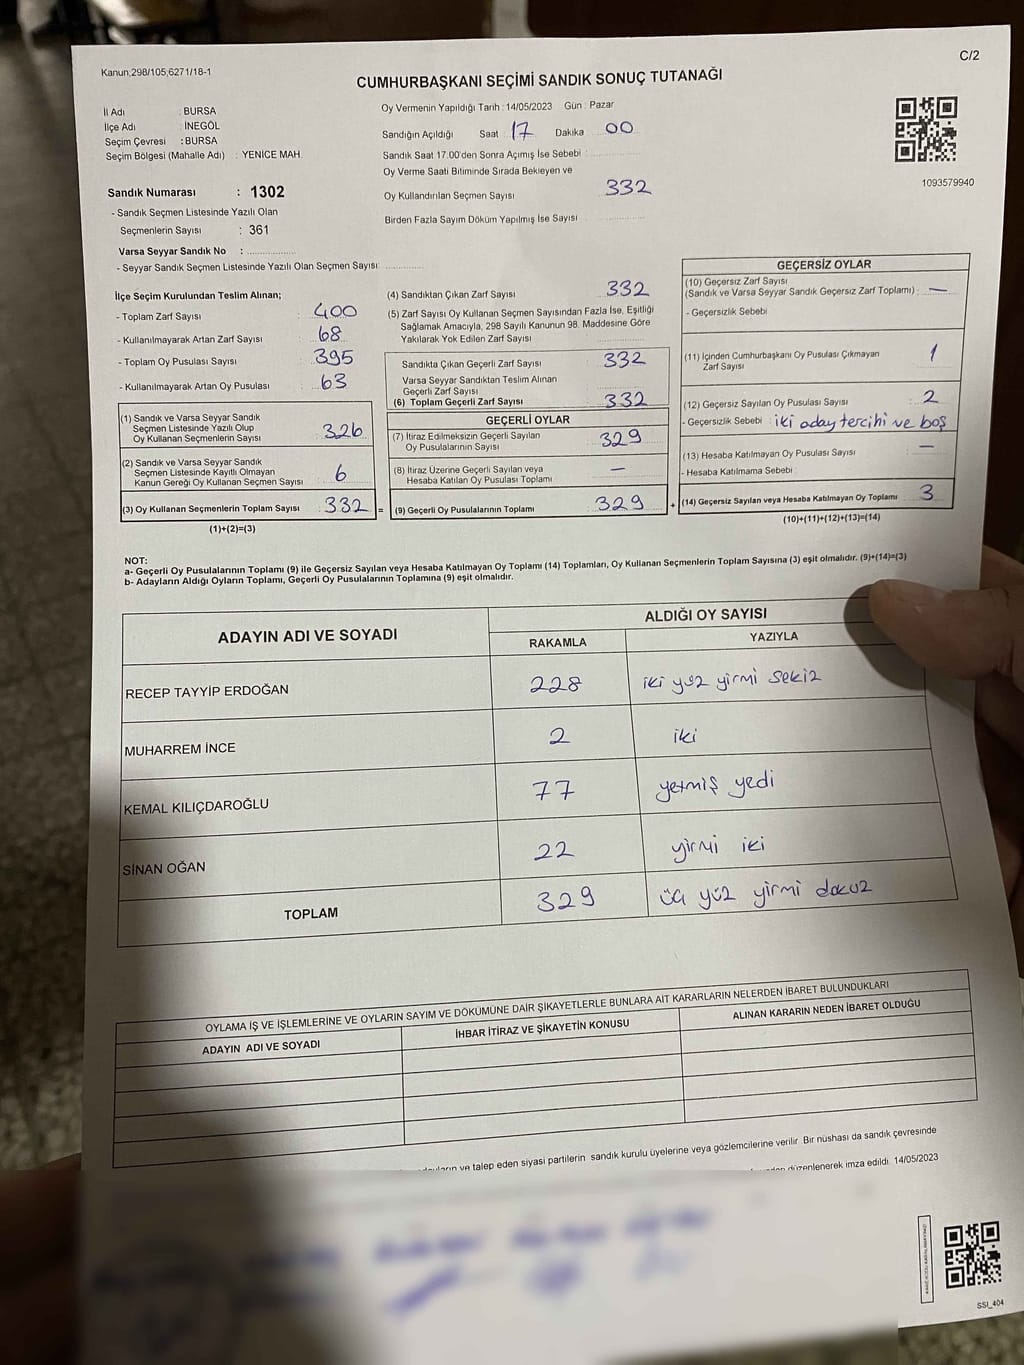 Kanun;298/105,6271/18-1
C/2
CUMHURBAŞKANI SEÇİMİ SANDIK SONUÇ TUTANAĞI
İl Adı : BURSA
İlçe Adı : İNEGÖL
Seçim Çevresi : BURSA
Seçim Bölgesi (Mahalle Adı) : YENİCE MAH.
Sandık Numarası : 1302
- Sandık Seçmen Listesinde Yazılı Olan
Seçmenlerin Sayısı : 361
Varsa Seyyar Sandık No : ..................
- Seyyar Sandık Seçmen Listesinde Yazılı Olan Seçmen Sayısı: ..............
Oy Vermenin Yapıldığı Tarih : 14/05/2023 Gün : Pazar
Sandığın Açıldığı Saat 17 Dakika 00
Sandık Saat 17.00'den Sonra Açımış İse Sebebi :
Oy Verme Saati Bitiminde Sırada Bekleyen ve
Oy Kullandırılan Seçmen Sayısı 332
Birden Fazla Sayım Döküm Yapılmış İse Sayısı ..............
1093579940
İlçe Seçim Kurulundan Teslim Alınan;
- Toplam Zarf Sayısı : 400
- Kullanılmayarak Artan Zarf Sayısı : 68
- Toplam Oy Pusulası Sayısı : 395
- Kullanılmayarak Artan Oy Pusulası : 63
(1) Sandık ve Varsa Seyyar Sandık
Seçmen Listesinde Yazılı Olup
Oy Kullanan Seçmenlerin Sayısı : 326
(2) Sandık ve Varsa Seyyar Sandık
Seçmen Listesinde Kayıtlı Olmayan
Kanun Gereği Oy Kullanan Seçmen Sayısı : 6
(3) Oy Kullanan Seçmenlerin Toplam Sayısı : 332 =
(1)+(2)=(3)
(4) Sandıktan Çıkan Zarf Sayısı 332
(5) Zarf Sayısı Oy Kullanan Seçmen Sayısından Fazla İse, Eşitliği
Sağlamak Amacıyla, 298 Sayılı Kanunun 98. Maddesine Göre
Yakılarak Yok Edilen Zarf Sayısı
Sandıkta Çıkan Geçerli Zarf Sayısı 332
Varsa Seyyar Sandıktan Teslim Alınan
Geçerli Zarf Sayısı
(6) Toplam Geçerli Zarf Sayısı 332
GEÇERLİ OYLAR
(7) İtiraz Edilmeksizin Geçerli Sayılan
Oy Pusulasının Sayısı 329
(8) İtiraz Üzerine Geçerli Sayılan veya
Hesaba Katılan Oy Pusulası Toplamı —
(9) Geçerli Oy Pusulalarının Toplamı 329 +
GEÇERSİZ OYLAR
(10) Geçersiz Zarf Sayısı
(Sandık ve Varsa Seyyar Sandık Geçersiz Zarf Toplamı) : —
- Geçersizlik Sebebi
(11) İçinden Cumhurbaşkanı Oy Pusulası Çıkmayan
Zarf Sayısı 1
(12) Geçersiz Sayılan Oy Pusulası Sayısı : 2
- Geçersizlik Sebebi : iki aday tercihi ve boş
(13) Hesaba Katılmayan Oy Pusulası Sayısı : —
- Hesaba Katılmama Sebebi :
(14) Geçersiz Sayılan veya Hesaba Katılmayan Oy Toplamı 3
(10)+(11)+(12)+(13)=(14)
NOT:
a- Geçerli Oy Pusulalarının Toplamı (9) ile Geçersiz Sayılan veya Hesaba Katılmayan Oy Toplamı (14) Toplamları, Oy Kullanan Seçmenlerin Toplam Sayısına (3) eşit olmalıdır. (9)+(14)=(3)
b- Adayların Aldığı Oyların Toplamı, Geçerli Oy Pusulalarının Toplamına (9) eşit olmalıdır.
ADAYIN ADI VE SOYADI
ALDIĞI OY SAYISI
RAKAMLA YAZIYLA
RECEP TAYYİP ERDOĞAN 228 iki yüz yirmi sekiz
MUHARREM İNCE 2 iki
KEMAL KILIÇDAROĞLU 77 yetmiş yedi
SİNAN OĞAN 22 yirmi iki
TOPLAM 329 üç yüz yirmi dokuz
OYLAMA İŞ VE İŞLEMLERİNE VE OYLARIN SAYIM VE DÖKÜMÜNE DAİR ŞİKAYETLERLE BUNLARA AİT KARARLARIN NELERDEN İBARET BULUNDUKLARI
ADAYIN ADI VE SOYADI İHBAR İTİRAZ VE ŞİKAYETİN KONUSU ALINAN KARARIN NEDEN İBARET OLDUĞU
ve talep eden siyasi partilerin sandık kurulu üyelerine veya gözlemcilerine verilir. Bir nüshası da sandık çevresinde
düzenlenerek imza edildi. 14/05/2023
SSI_404